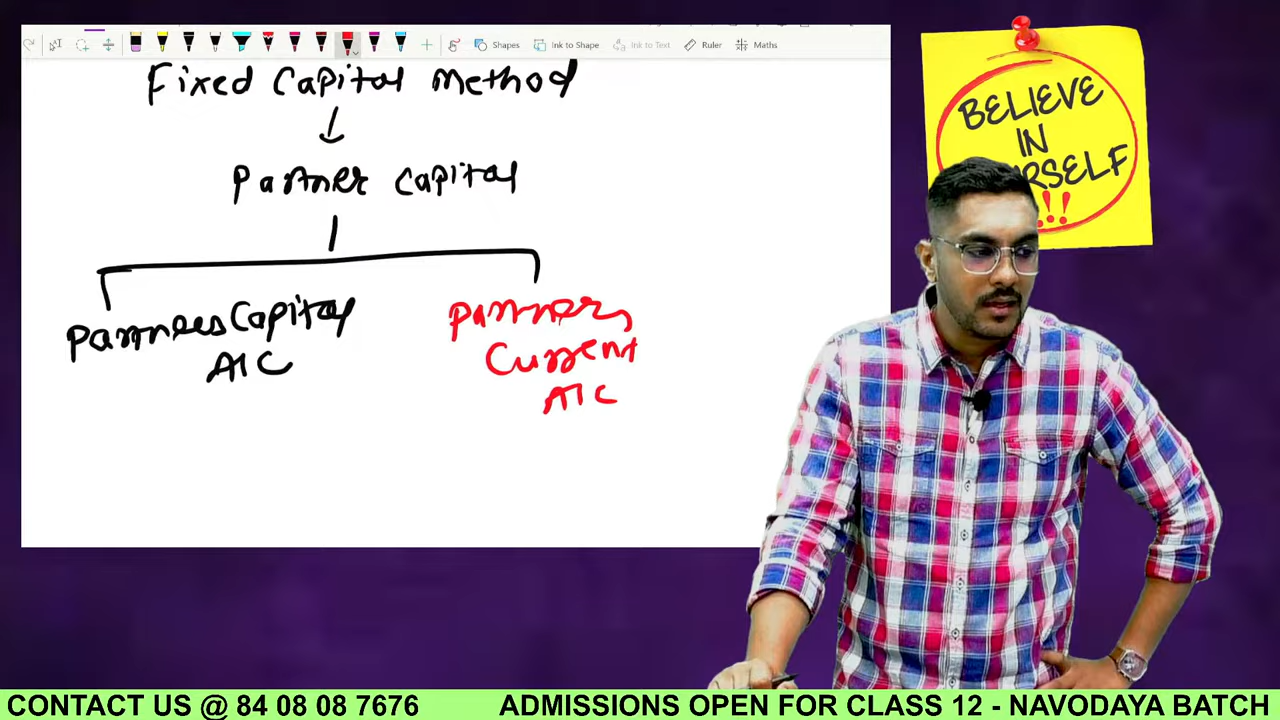 Shapes
Ink to Shape
Ink to Text
Ruler
Maths
Fixed Capital Method
Partner Capital
Partners Capital
A/C
Partners
Current
A/C
BELIEVE
IN
!!
CONTACT US @ 84 08 08 7676
ADMISSIONS OPEN FOR CLASS 12 - NAVODAYA BATCH